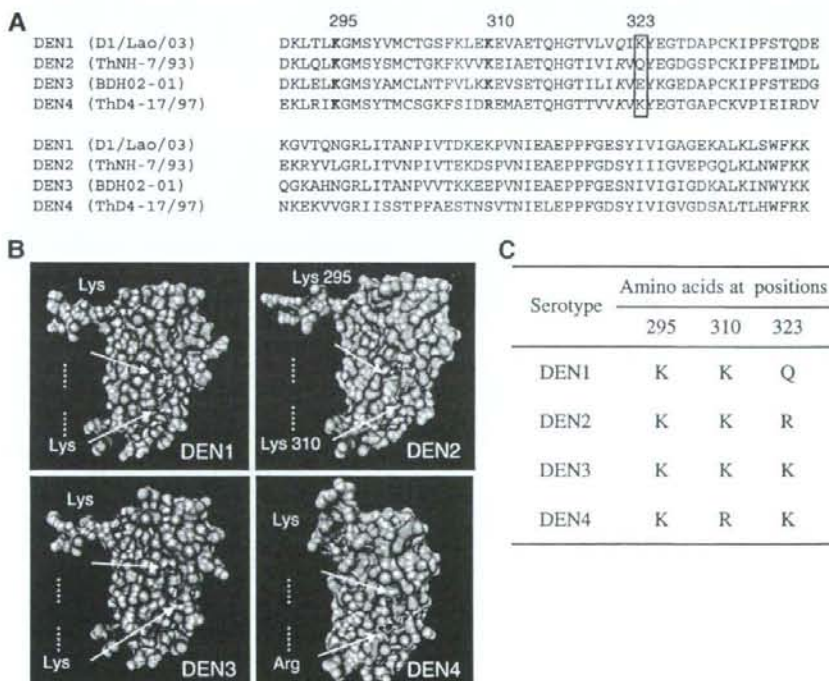 A
295 310 323
DEN1 (D1/Lao/03) DKLTLKGMSYVMCTGSFKLEKEVAETQHGTVLVQIKYEGTDAPCKIPFSTQDE
DEN2 (ThNH-7/93) DKLQLKGMSYSMCTGKFKVVKEISETQHGTIVIRVQYEGDGSPCKIPFEIMDL
DEN3 (BDH02-01) DKLELKGMSYAMCLNTFVLKKEVSETQHGTILIKVEYKGEDAPCKIPFSTEDG
DEN4 (ThD4-17/97) EKLRIKGMSYTMCSGKFSIDREMAETQHGTTVVKVKYEGTGAPCKVPIEIRDV
DEN1 (D1/Lao/03) KGVTQNGRLITANPIVTDKEKPVNIEAEPPFGESYIVIGAGEKALKLSWFKK
DEN2 (ThNH-7/93) EKRYVLGRLITVNPIVTEKDSPVNIEAEPPFGDSYIIIGVEPGQLKLNWFKK
DEN3 (BDH02-01) QGKAHNGRLITANPVVTKKEEPVNIEAEPPFGESNIVIGIGDKALKINWYKK
DEN4 (ThD4-17/97) NKEKVVGRIISSTPFAESTNSVTNIELEPPFGDSYIVIGVGDSALTLHWFRK
B
Lys
Lys
DEN1
Lys 295
Lys 310
DEN2
Lys
Lys
DEN3
Lys
Arg
DEN4
C
Serotype Amino acids at positions
295 310 323
DEN1 K K Q
DEN2 K K R
DEN3 K K K
DEN4 K R K